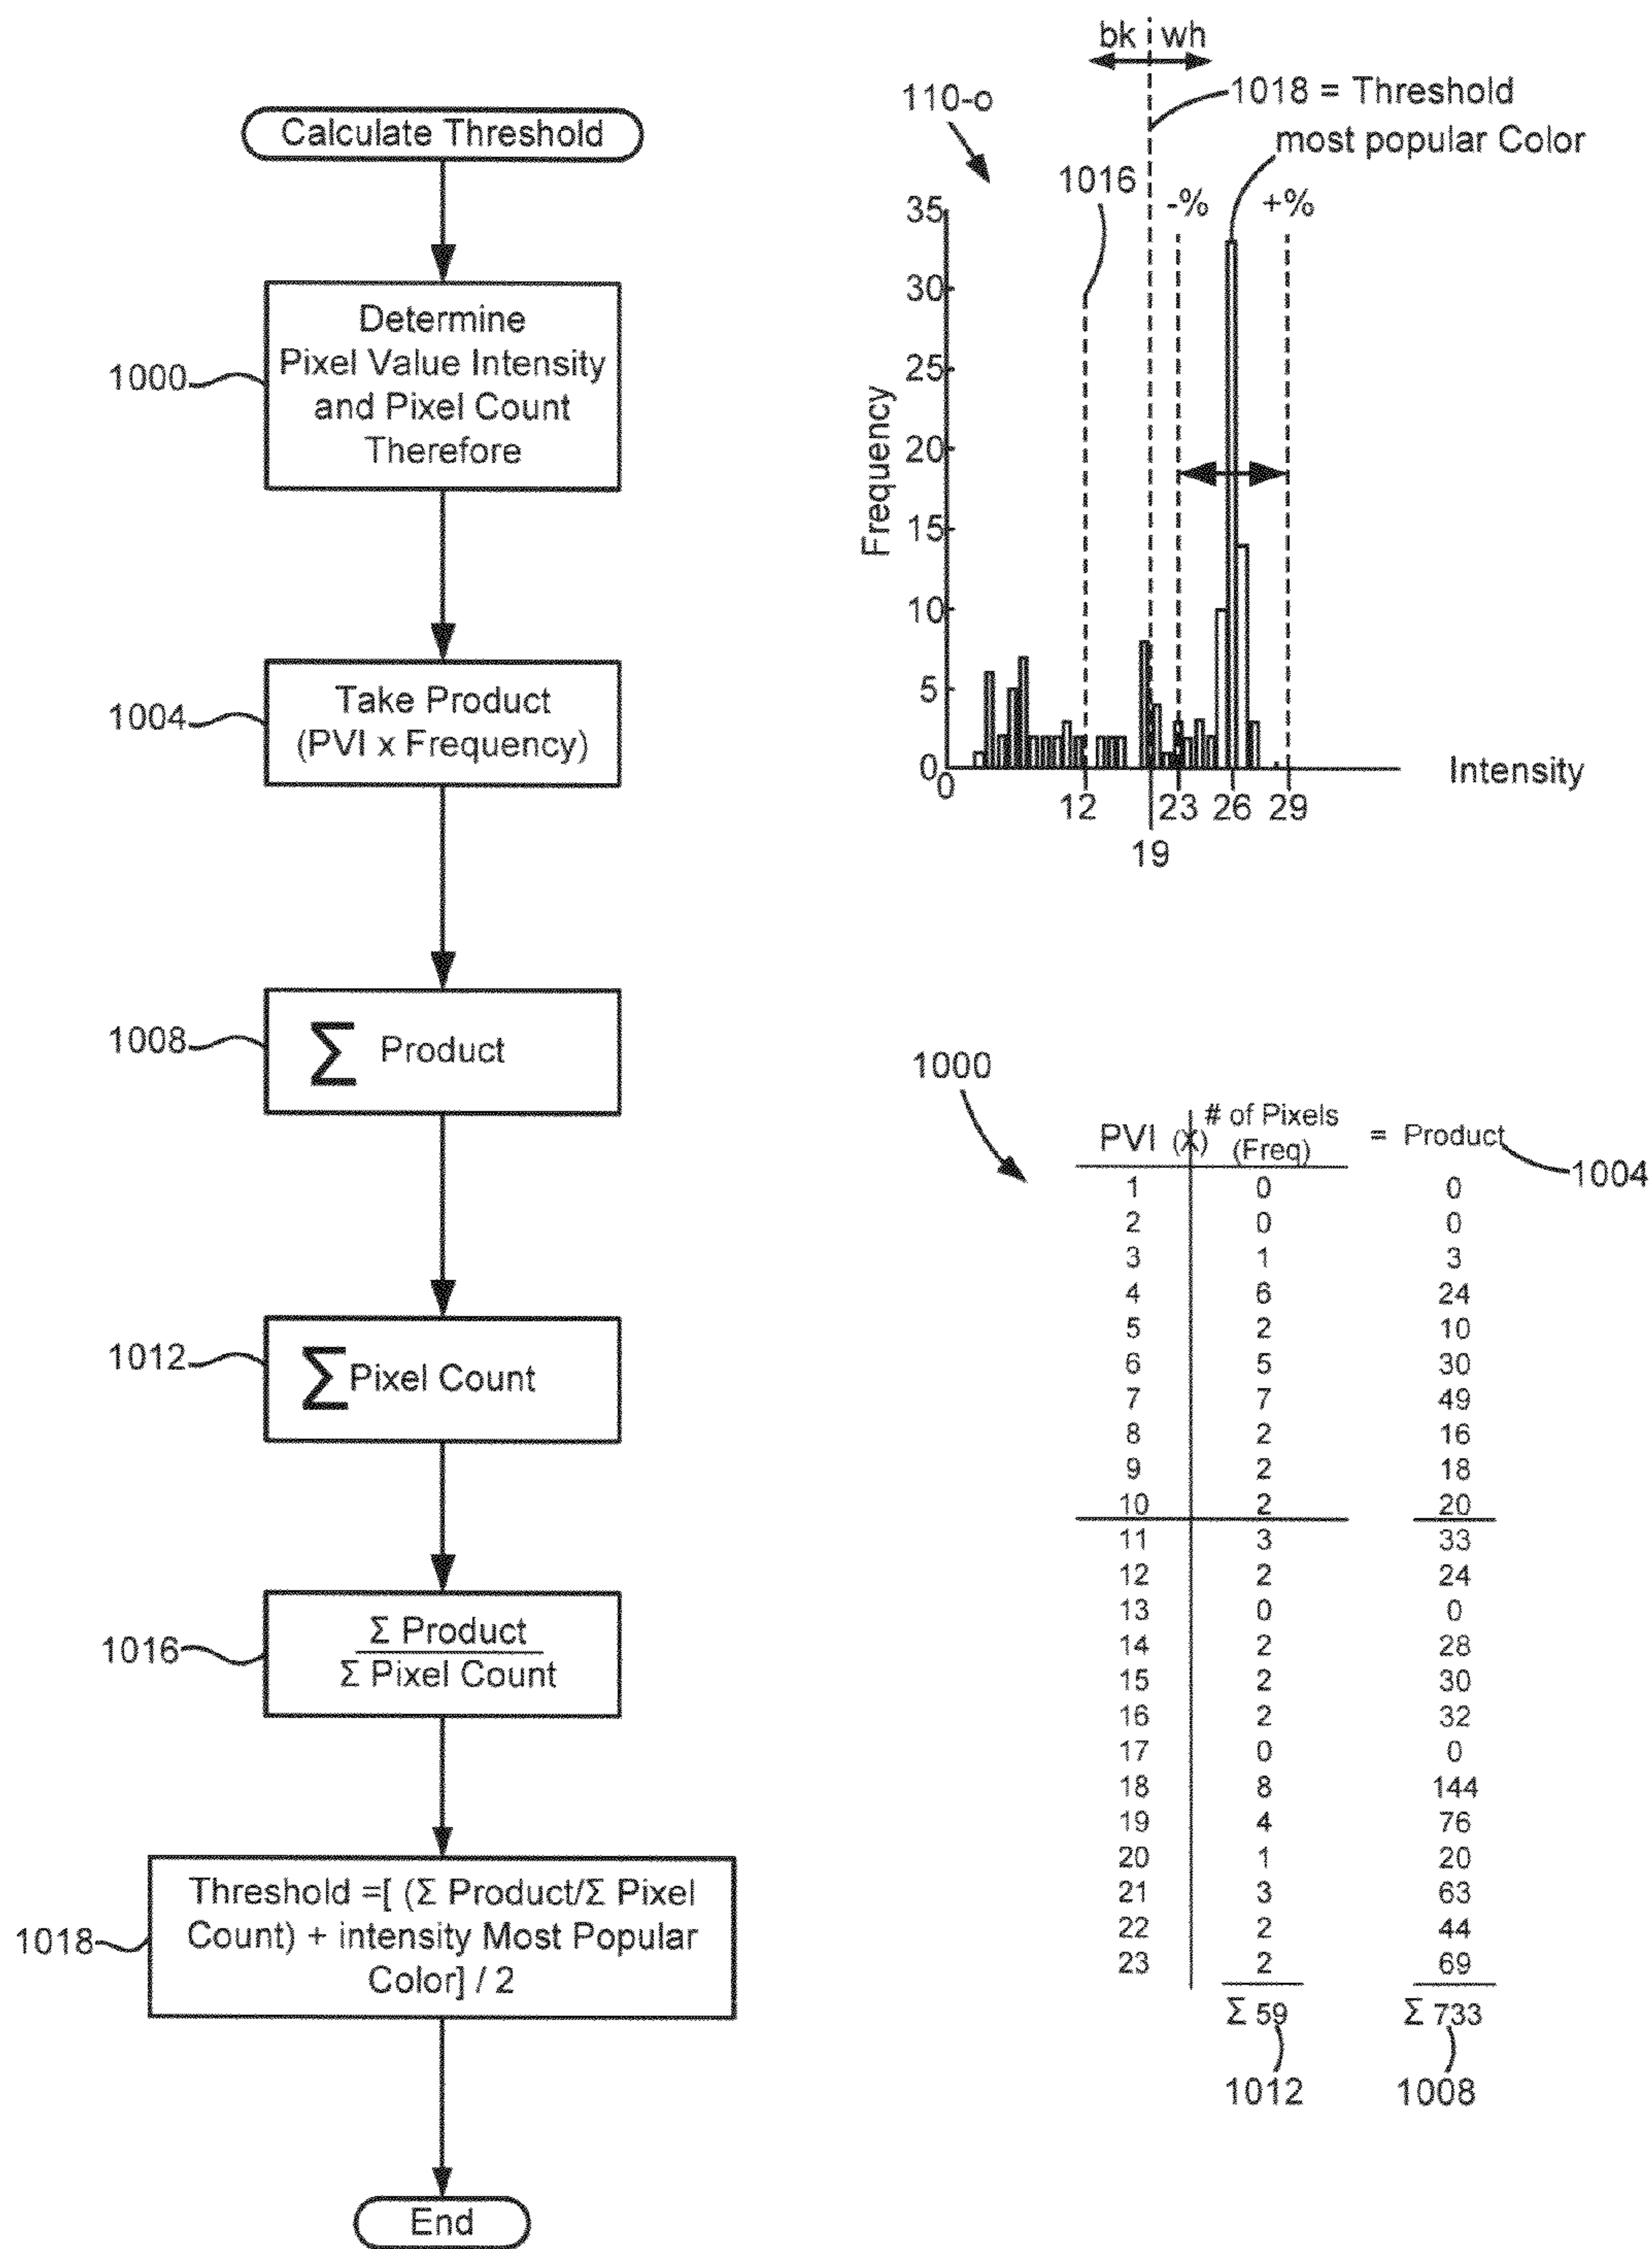 Calculate Threshold
1000
Determine
Pixel Value Intensity
and Pixel Count
Therefore
1004
Take Product
(PVI x Frequency)
1008
Σ Product
1012
Σ Pixel Count
1016
Σ Product
Σ Pixel Count
1018
Threshold =[ (Σ Product/Σ Pixel
Count) + intensity Most Popular
Color] / 2
End
bk wh
110-o
1018 = Threshold
most popular Color
1016
-% +%
35
30
25
20
15
10
5
0
Frequency
0 12 23 26 29
19
Intensity
1000
PVI (X) # of Pixels
(Freq) = Product
1004
1 0 0
2 0 0
3 1 3
4 6 24
5 2 10
6 5 30
7 7 49
8 2 16
9 2 18
10 2 20
11 3 33
12 2 24
13 0 0
14 2 28
15 2 30
16 2 32
17 0 0
18 8 144
19 4 76
20 1 20
21 3 63
22 2 44
23 2 69
Σ 59 Σ 733
1012 1008